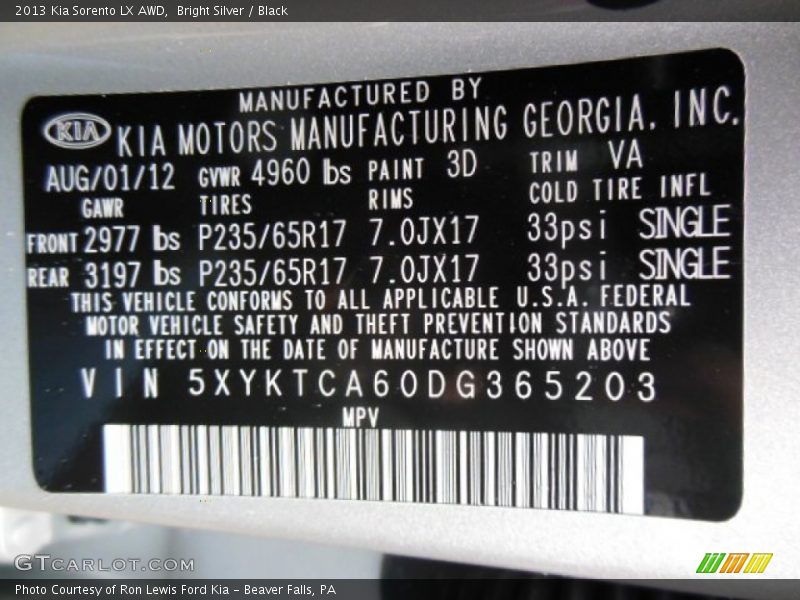 2013 Kia Sorento LX AWD,  Bright Silver / Black
MANUFACTURED BY
KIA KIA MOTORS MANUFACTURING GEORGIA, INC.
AUG/01/12 GVWR 4960 lbs PAINT 3D TRIM VA
GAWR TIRES RIMS COLD TIRE INFL
FRONT 2977 lbs P235/65R17 7.0JX17 33psi SINGLE
REAR 3197 lbs P235/65R17 7.0JX17 33psi SINGLE
THIS VEHICLE CONFORMS TO ALL APPLICABLE U.S.A. FEDERAL
MOTOR VEHICLE SAFETY AND THEFT PREVENTION STANDARDS
IN EFFECT ON THE DATE OF MANUFACTURE SHOWN ABOVE
VIN 5XYKTCA60DG365203
MPV
GTCARLOT.COM
Photo Courtesy of Ron Lewis Ford Kia - Beaver Falls, PA